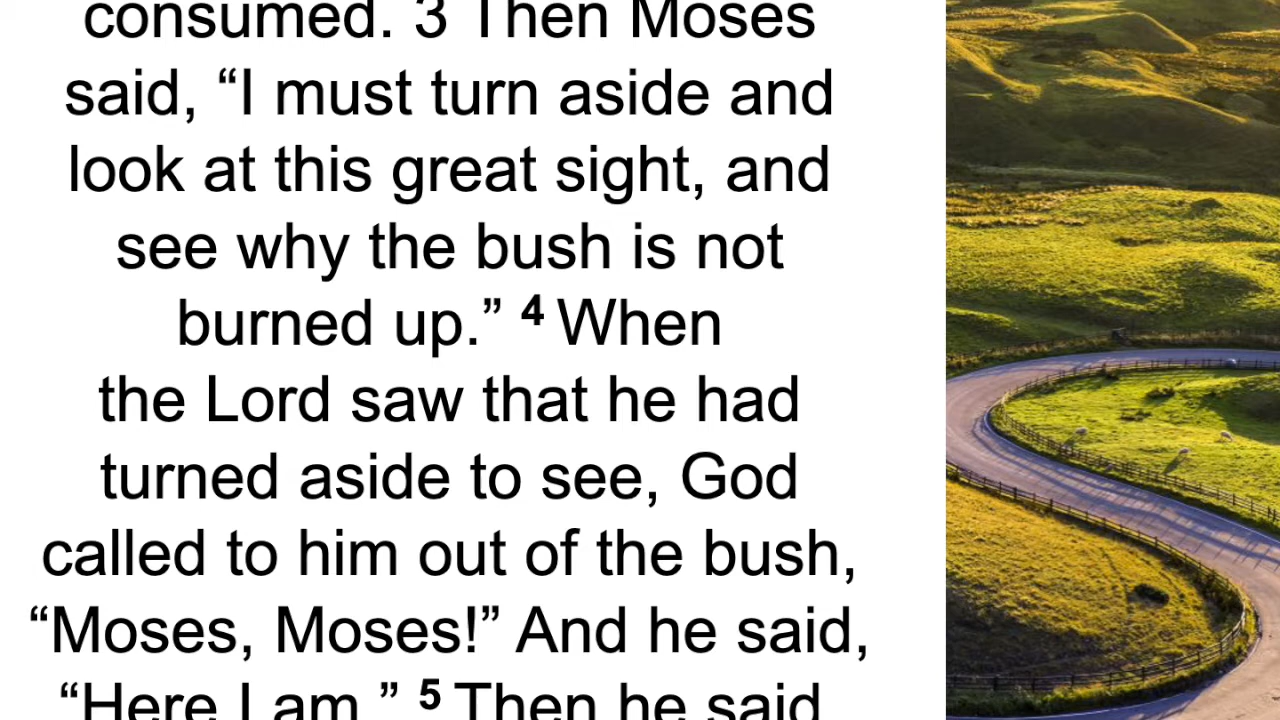 consumed. 3 Then Moses
said, “I must turn aside and
look at this great sight, and
see why the bush is not
burned up.” 4 When
the Lord saw that he had
turned aside to see, God
called to him out of the bush,
“Moses, Moses!” And he said,
“Here I am.” 5 Then he said,